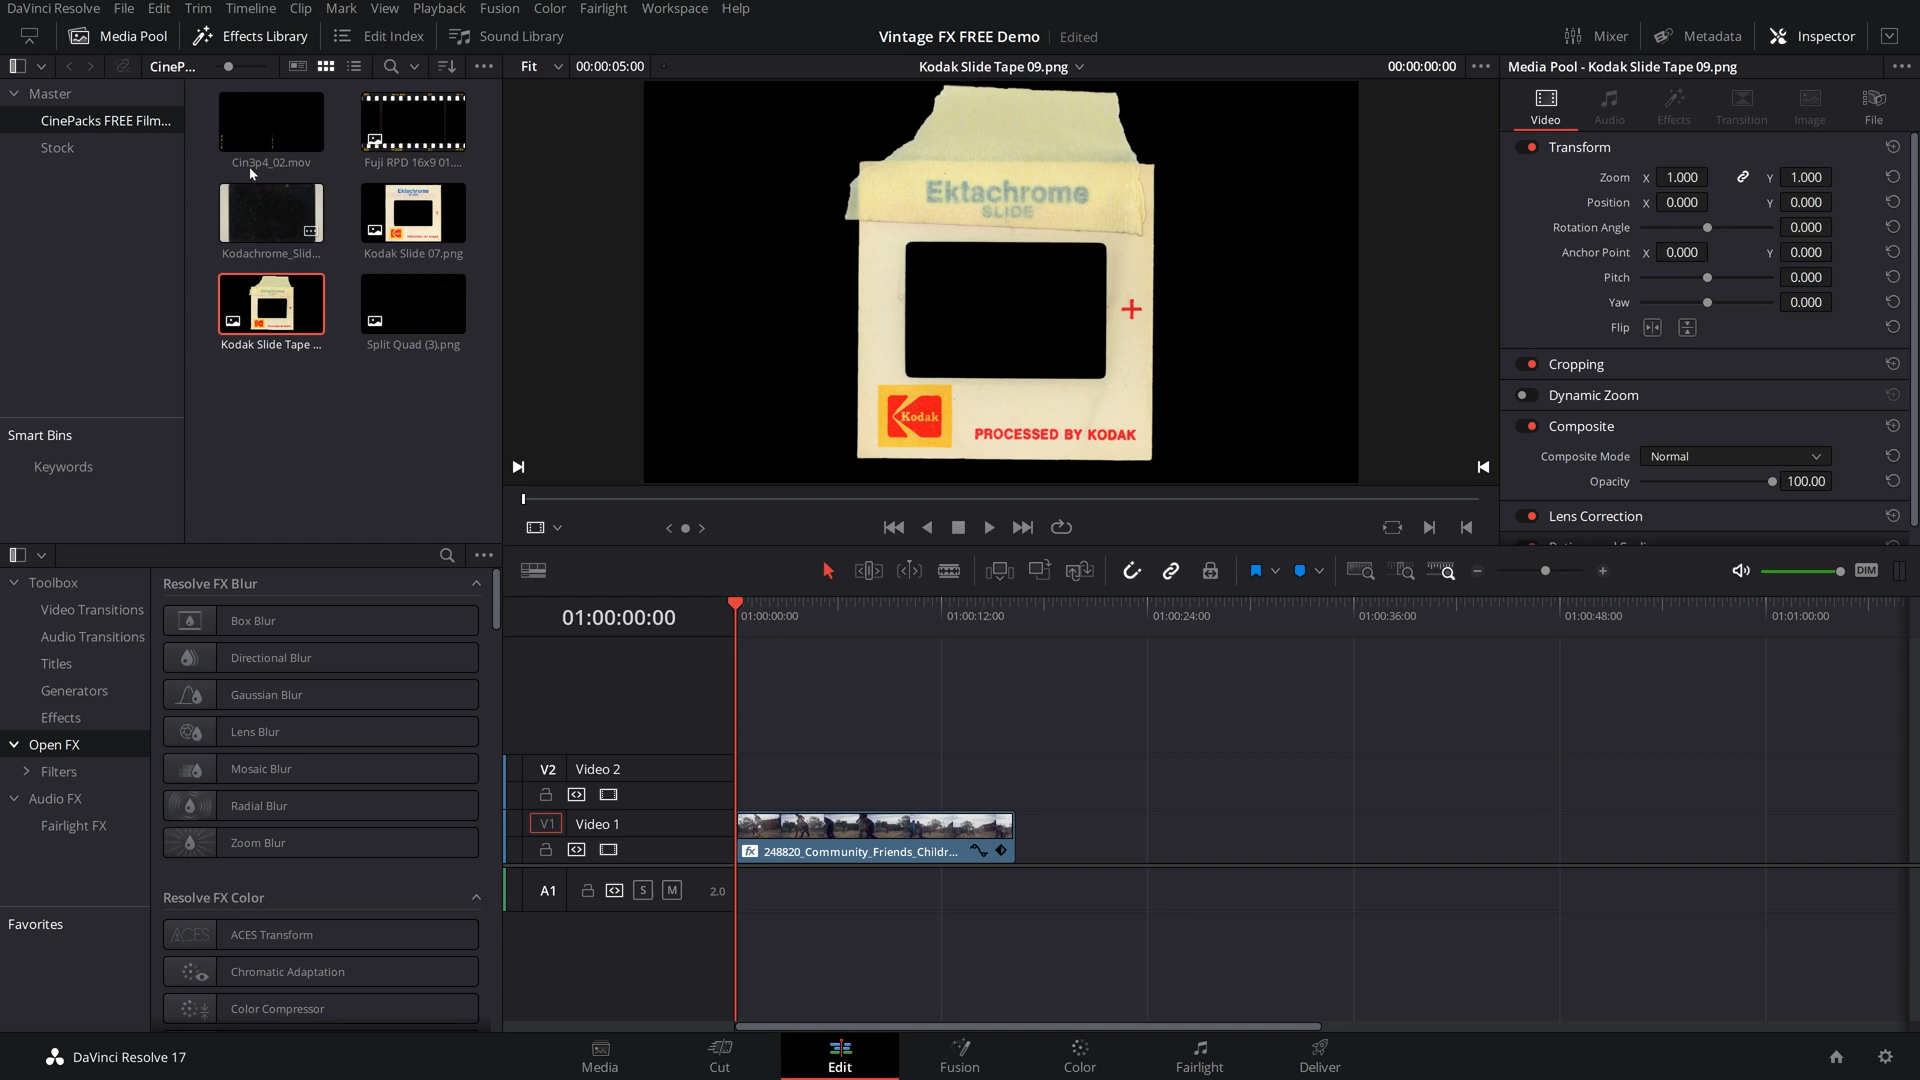 DaVinci Resolve File Edit Trim Timeline Clip Mark View Playback Fusion Color Fairlight Workspace Help
Media Pool Effects Library Edit Index Sound Library Vintage FX FREE Demo Edited Mixer Metadata Inspector
CineP... Fit 00:00:05:00 Kodak Slide Tape 09.png 00:00:00:00 Media Pool - Kodak Slide Tape 09.png
Master
CinePacks FREE Film...
Stock
Smart Bins
Keywords
Cin3p4_02.mov Fuji RPD 16x9 01....
Kodachrome_Slid... Kodak Slide 07.png
Kodak Slide Tape ... Split Quad (3).png
Ektachrome
SLIDE
Kodak
PROCESSED BY KODAK
Video Audio Effects Transition Image File
Transform
Zoom X 1.000 Y 1.000
Position X 0.000 Y 0.000
Rotation Angle 0.000
Anchor Point X 0.000 Y 0.000
Pitch 0.000
Yaw 0.000
Flip
Cropping
Dynamic Zoom
Composite
Composite Mode Normal
Opacity 100.00
Lens Correction
Toolbox
Video Transitions
Audio Transitions
Titles
Generators
Effects
Open FX
Filters
Audio FX
Fairlight FX
Favorites
Resolve FX Blur
Box Blur
Directional Blur
Gaussian Blur
Lens Blur
Mosaic Blur
Radial Blur
Zoom Blur
Resolve FX Color
ACES ACES Transform
Chromatic Adaptation
Color Compressor
DIM
01:00:00:00 01:00:00:00 01:00:12:00 01:00:24:00 01:00:36:00 01:00:48:00 01:01:00:00
V2 Video 2
V1 Video 1
fx 248820_Community_Friends_Childr...
A1 S M 2.0
DaVinci Resolve 17 Media Cut Edit Fusion Color Fairlight Deliver